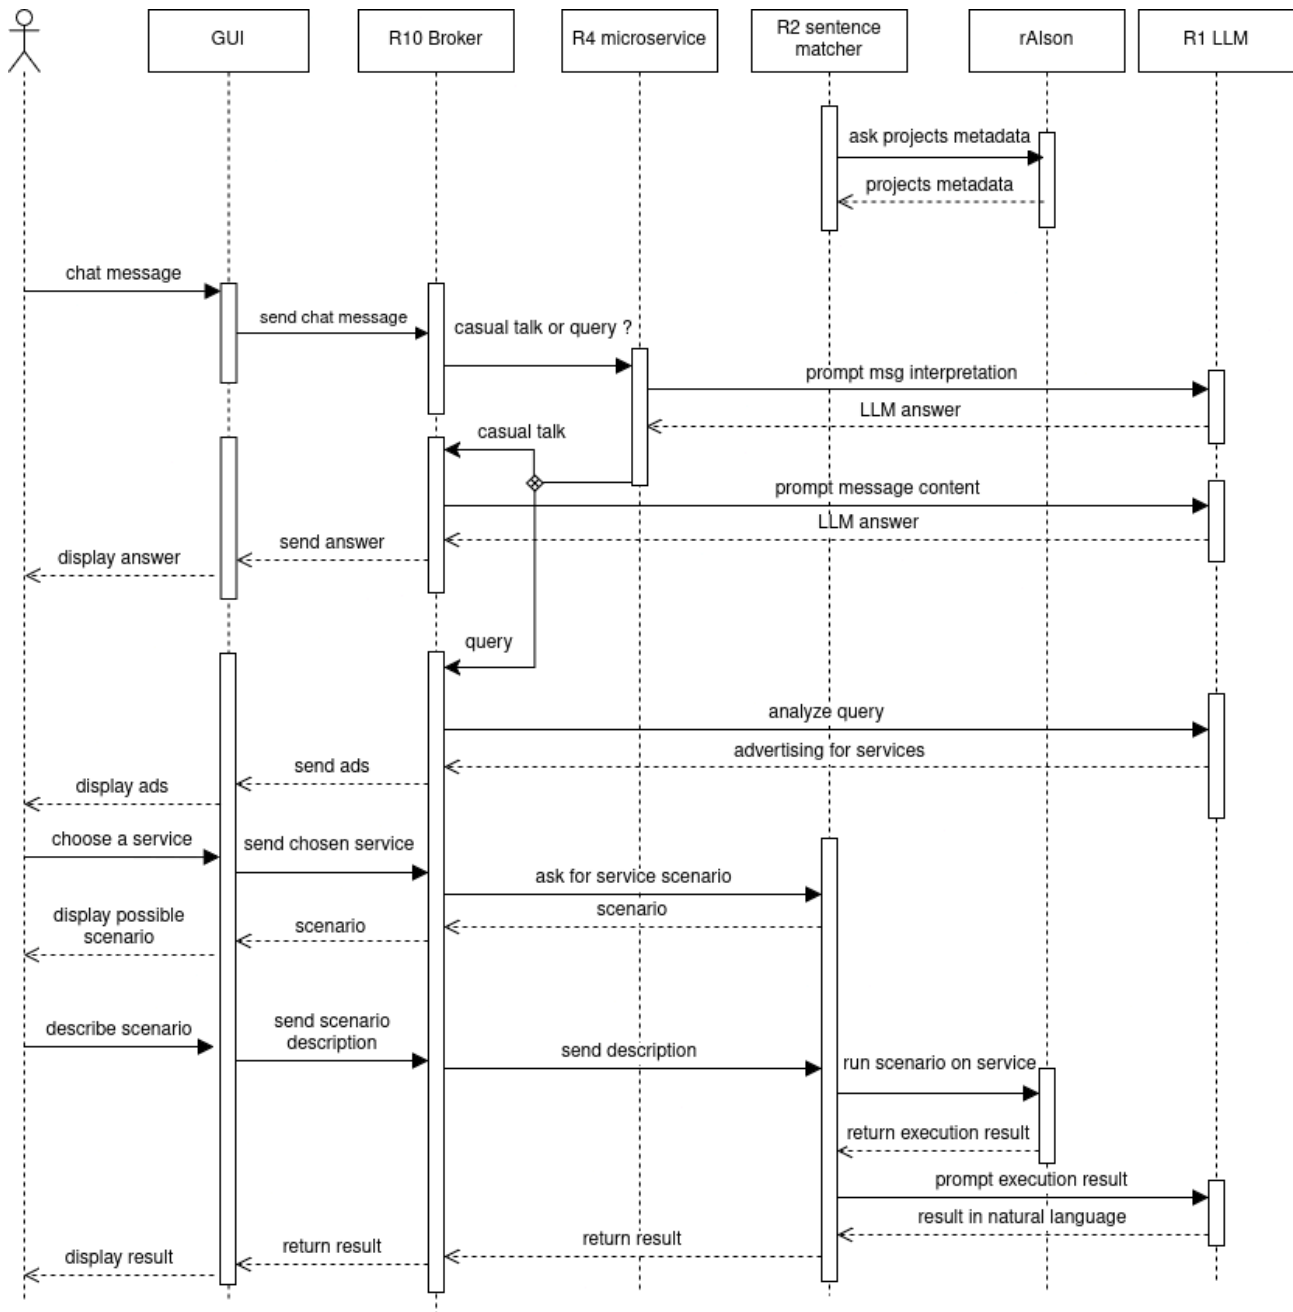 GUI
R10 Broker
R4 microservice
R2 sentence
matcher
rAIson
R1 LLM
ask projects metadata
projects metadata
chat message
send chat message
casual talk or query ?
prompt msg interpretation
LLM answer
casual talk
prompt message content
LLM answer
send answer
display answer
query
analyze query
advertising for services
send ads
display ads
choose a service
send chosen service
ask for service scenario
scenario
display possible
scenario
scenario
describe scenario
send scenario
description
send description
run scenario on service
return execution result
prompt execution result
result in natural language
return result
return result
display result